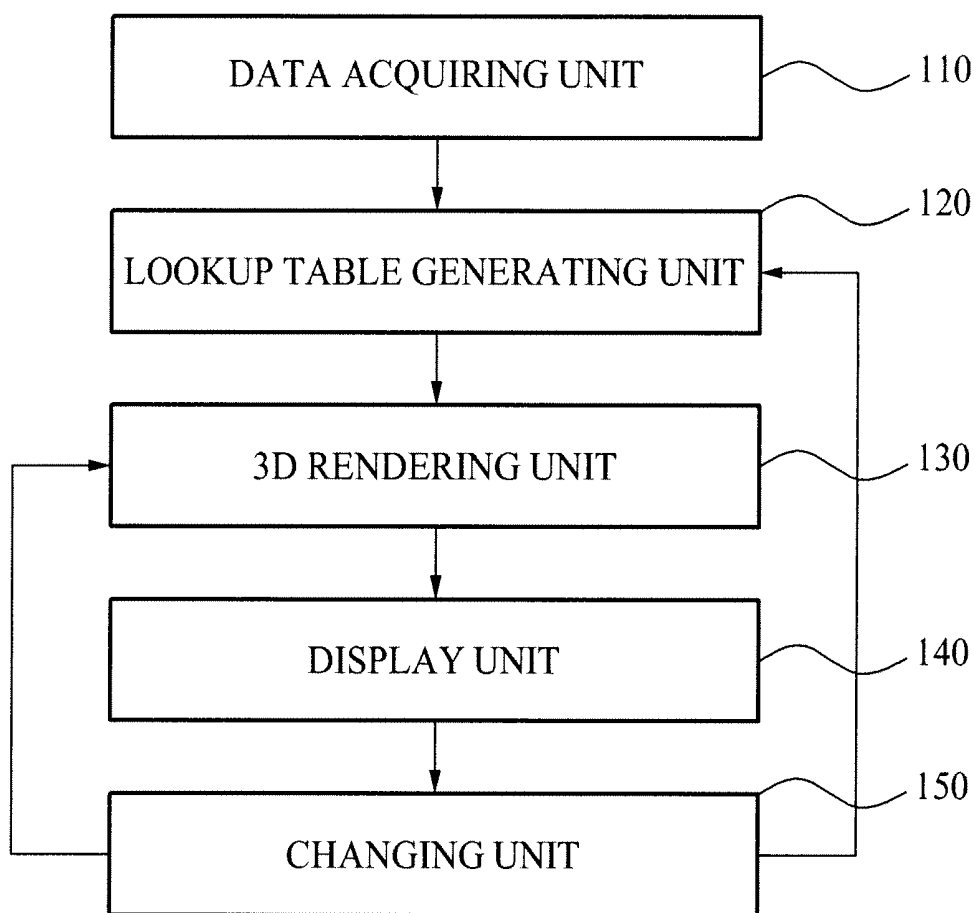 DATA ACQUIRING UNIT
110
LOOKUP TABLE GENERATING UNIT
120
3D RENDERING UNIT
130
DISPLAY UNIT
140
CHANGING UNIT
150